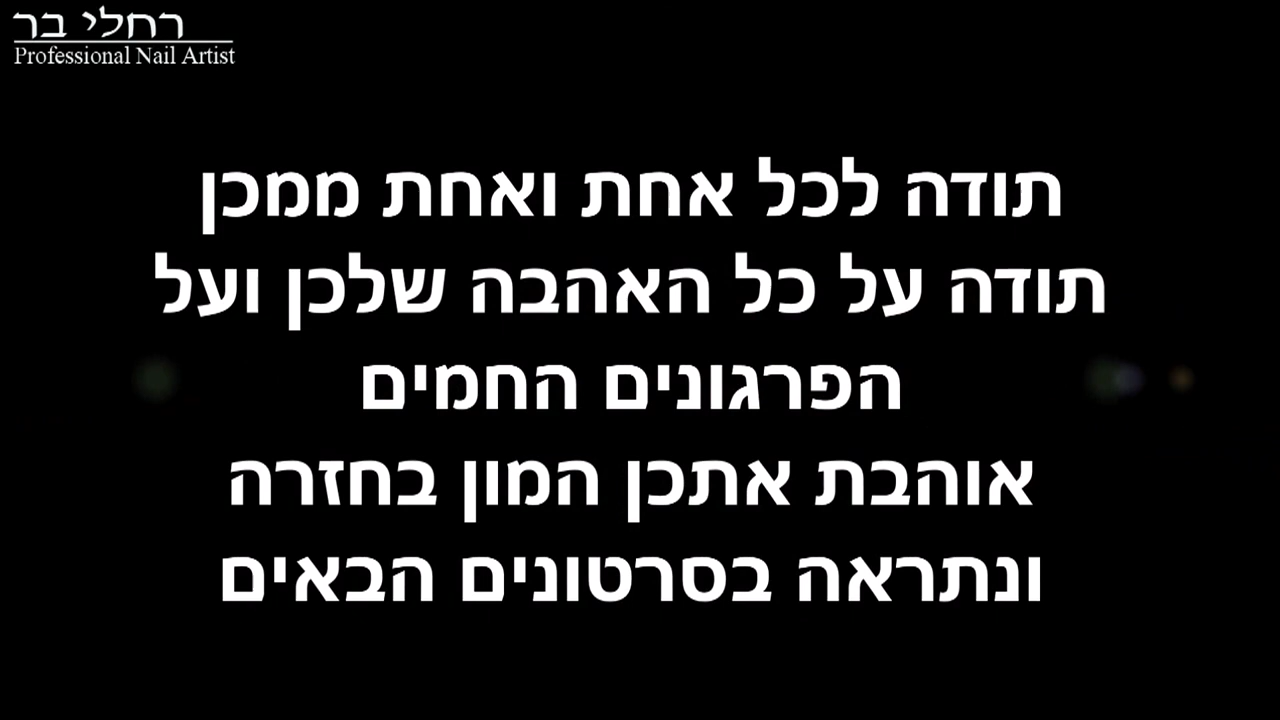 רחלי בר
Professional Nail Artist
תודה לכל אחת ואחת ממכן
תודה על כל האהבה שלכן ועל
הפרגונים החמים
אוהבת אתכן המון בחזרה
ונתראה בסרטונים הבאים